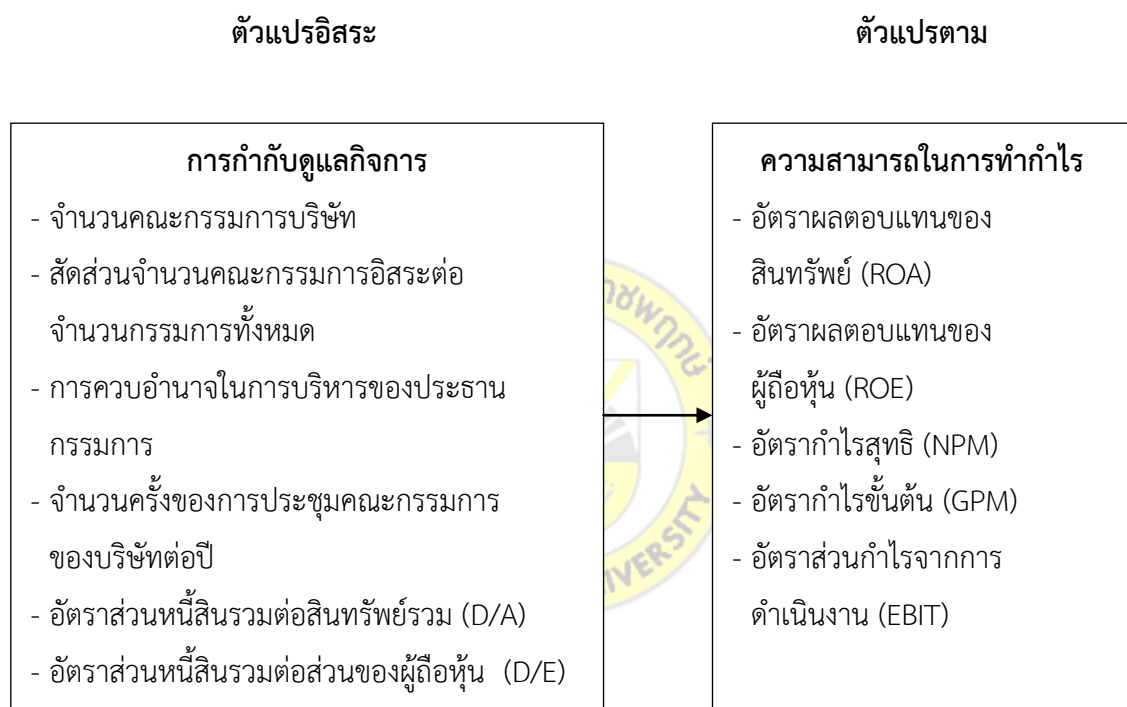 ตัวแปรอิสระ
ตัวแปรตาม
การกำกับดูแลกิจการ
- จำนวนคณะกรรมการบริษัท
- สัดส่วนจำนวนคณะกรรมการอิสระต่อ
จำนวนกรรมการทั้งหมด
- การควบอำนาจในการบริหารของประธาน
กรรมการ
- จำนวนครั้งของการประชุมคณะกรรมการ
ของบริษัทต่อปี
- อัตราส่วนหนี้สินรวมต่อสินทรัพย์รวม (D/A)
- อัตราส่วนหนี้สินรวมต่อส่วนของผู้ถือหุ้น (D/E)
ความสามารถในการทำกำไร
- อัตราผลตอบแทนของ
สินทรัพย์ (ROA)
- อัตราผลตอบแทนของ
ผู้ถือหุ้น (ROE)
- อัตรากำไรสุทธิ (NPM)
- อัตรากำไรขั้นต้น (GPM)
- อัตราส่วนกำไรจากการ
ดำเนินงาน (EBIT)